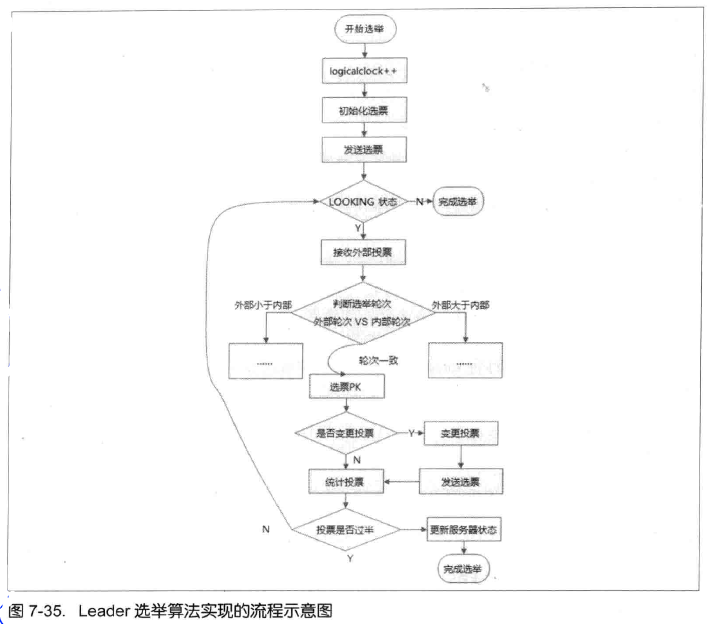 开始选举
logicalclock++
初始化选票
发送选票
LOOKING 状态
N
完成选举
Y
接收外部投票
外部小于内部
判断选举轮次
外部轮次 VS 内部轮次
外部大于内部
......
......
轮次一致
选票PK
是否变更投票
Y
变更投票
N
统计投票
发送选票
N
投票是否过半
更新服务器状态
Y
完成选举
图 7-35. Leader 选举算法实现的流程示意图